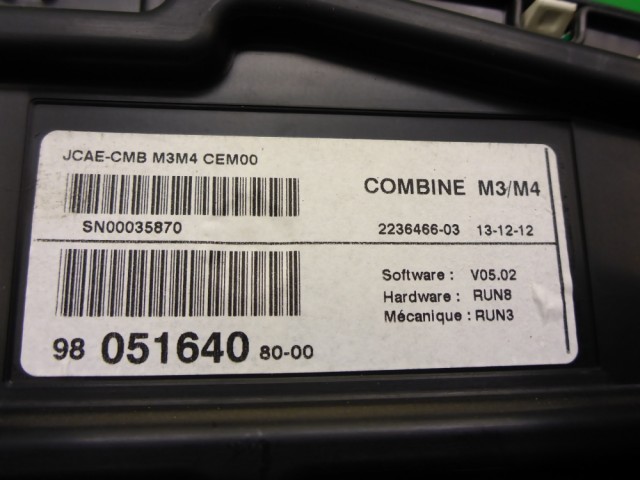 JCAE-CMB M3M4 CEM00
SN00035870
COMBINE M3/M4
2236466-03 13-12-12
98 051640 80-00
Software : V05.02
Hardware : RUN8
Mécanique : RUN3